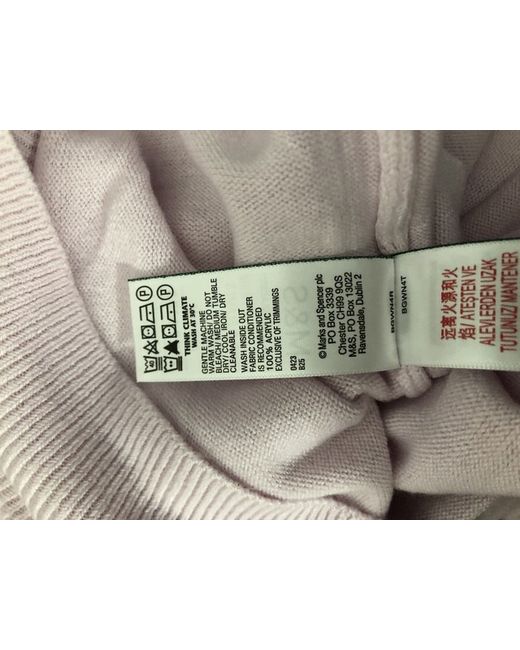 THINK CLIMATE
WASH AT 30°C
GENTLE MACHINE
WARM WASH/ DO NOT
BLEACH/ MEDIUM TUMBLE
DRY/ COOL IRON/ DRY
CLEANABLE
WASH INSIDE OUT
FABRIC CONDITIONER
IS RECOMMENDED
100% ACRYLIC
EXCLUSIVE OF TRIMMINGS
0423
B25
© Marks and Spencer plc
PO Box 3339
Chester CH99 9QS
M&S, PO Box 13022
Ravensdale, Dublin 2
BGWN4R
BGWN4T
远离火源和火
焰 ATESTEN VE
ALEVLERDEN UZAK
TUTUNUZ/ MANTENER